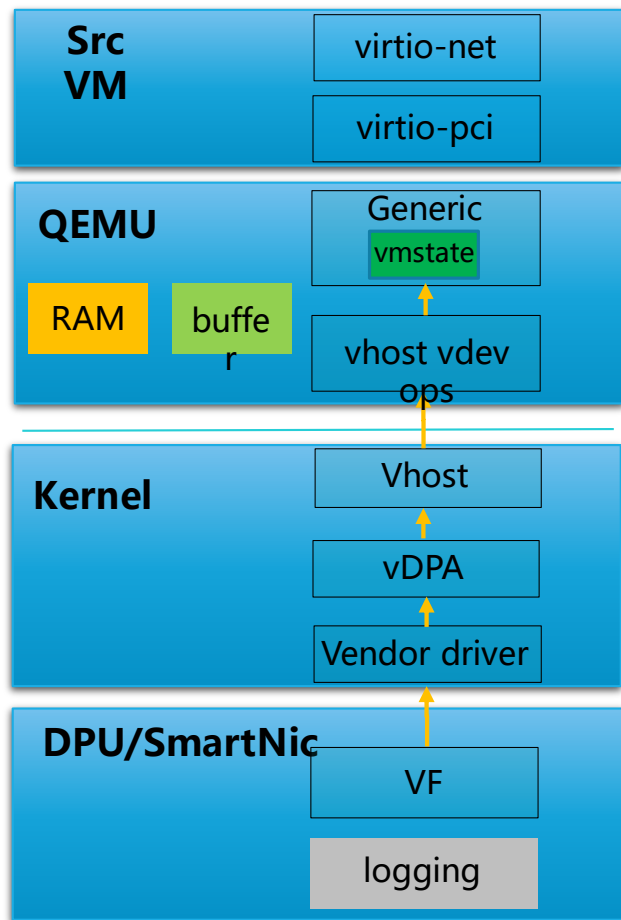 Src
VM
virtio-net
virtio-pci
QEMU
Generic
vmstate
RAM
buffe
r
vhost vdev
ops
Kernel
Vhost
vDPA
Vendor driver
DPU/SmartNic
VF
logging